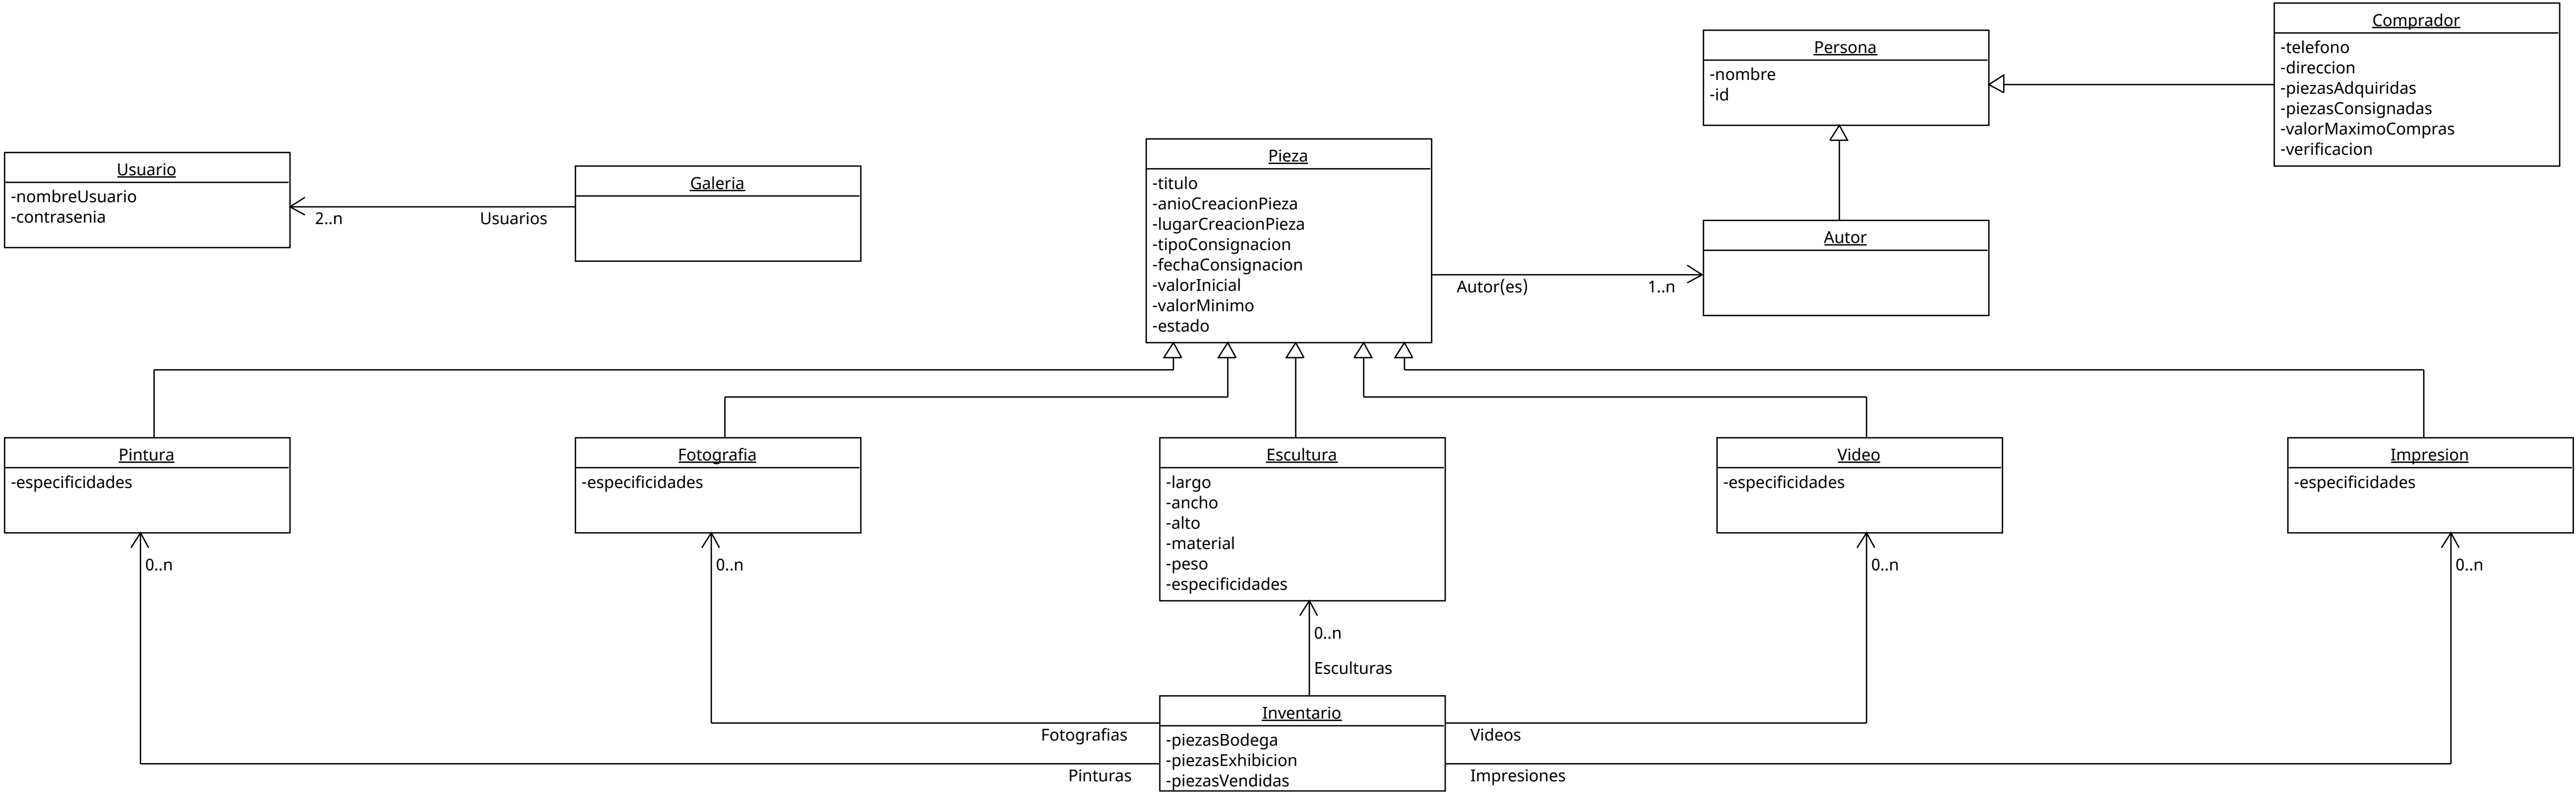 Comprador
-telefono
-direccion
-piezasAdquiridas
-piezasConsignadas
-valorMaximoCompras
-verificacion
Persona
-nombre
-id
Pieza
-titulo
-anioCreacionPieza
-lugarCreacionPieza
-tipoConsignacion
-fechaConsignacion
-valorInicial
-valorMinimo
-estado
Usuario
-nombreUsuario
-contrasenia
2..n
Usuarios
Galeria
Autor(es)
1..n
Autor
Pintura
-especificidades
0..n
Fotografia
-especificidades
0..n
Escultura
-largo
-ancho
-alto
-material
-peso
-especificidades
0..n
Esculturas
Video
-especificidades
0..n
Impresion
-especificidades
0..n
Inventario
-piezasBodega
-piezasExhibicion
-piezasVendidas
Fotografias
Pinturas
Videos
Impresiones